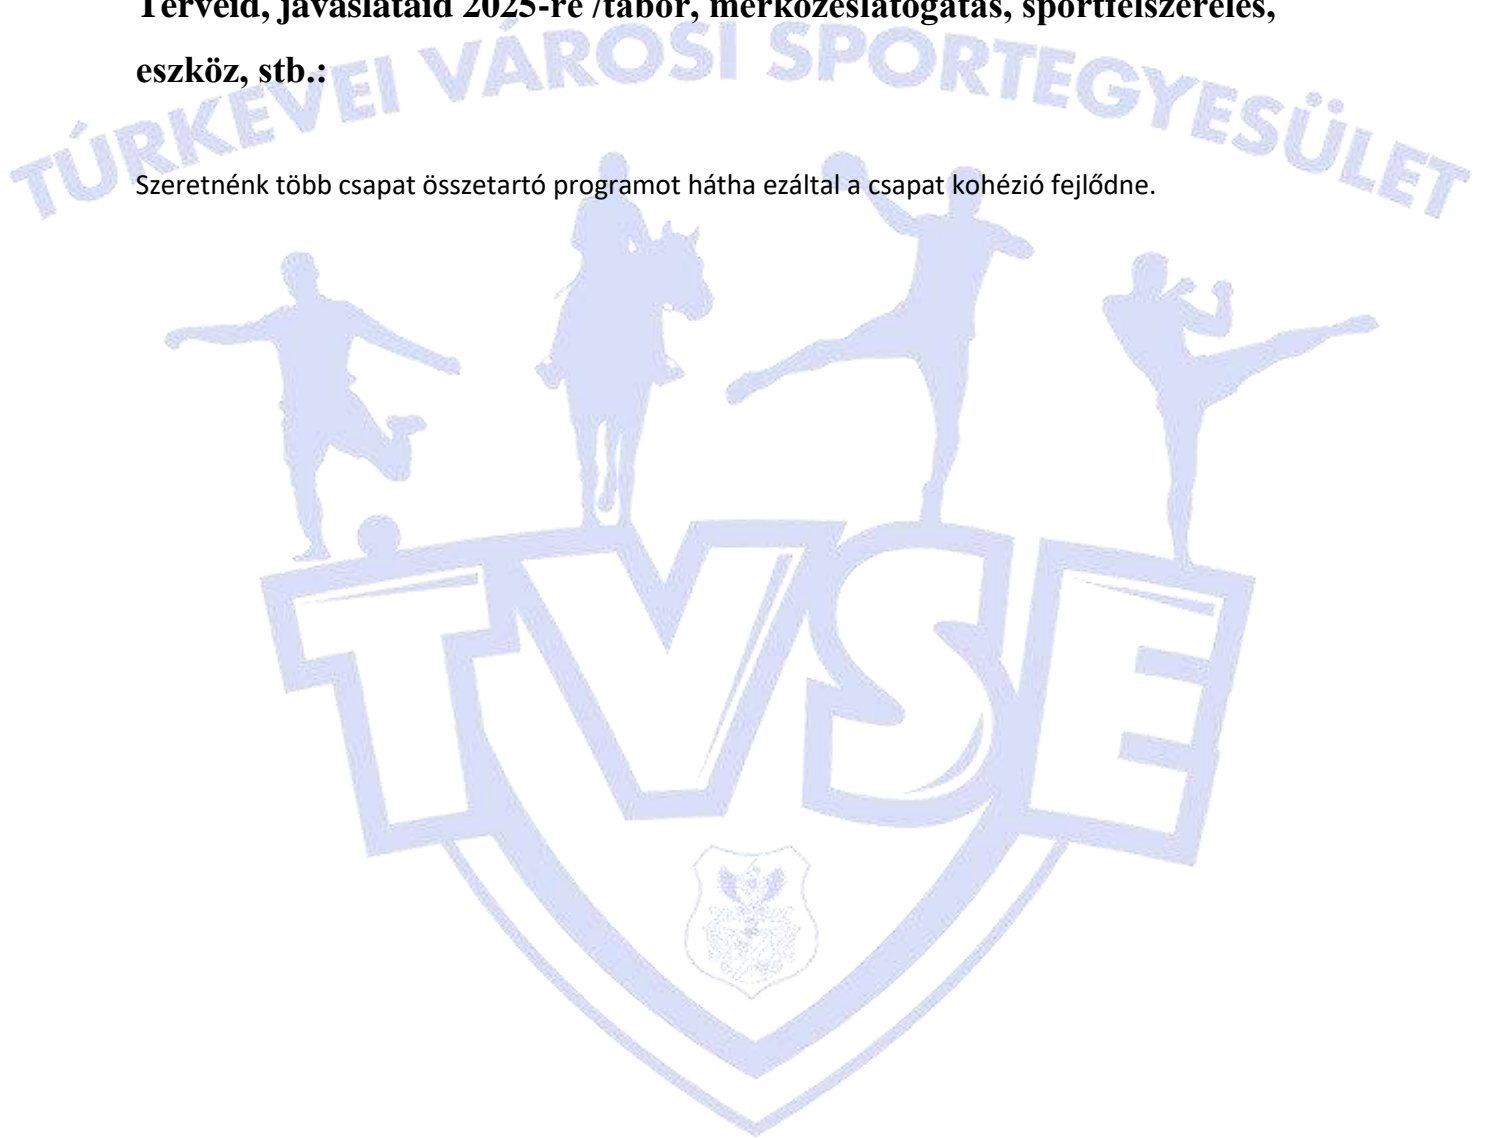 Terveid, javaslataid 2025-re /tábor, mérkőzéslátogatás, sportfelszerelés,
eszköz, stb.:
TÚRKEVEI VÁROSI SPORTEGYESÜLET
Szeretnénk több csapat összetartó programot hátha ezáltal a csapat kohézió fejlődne.
TVSE